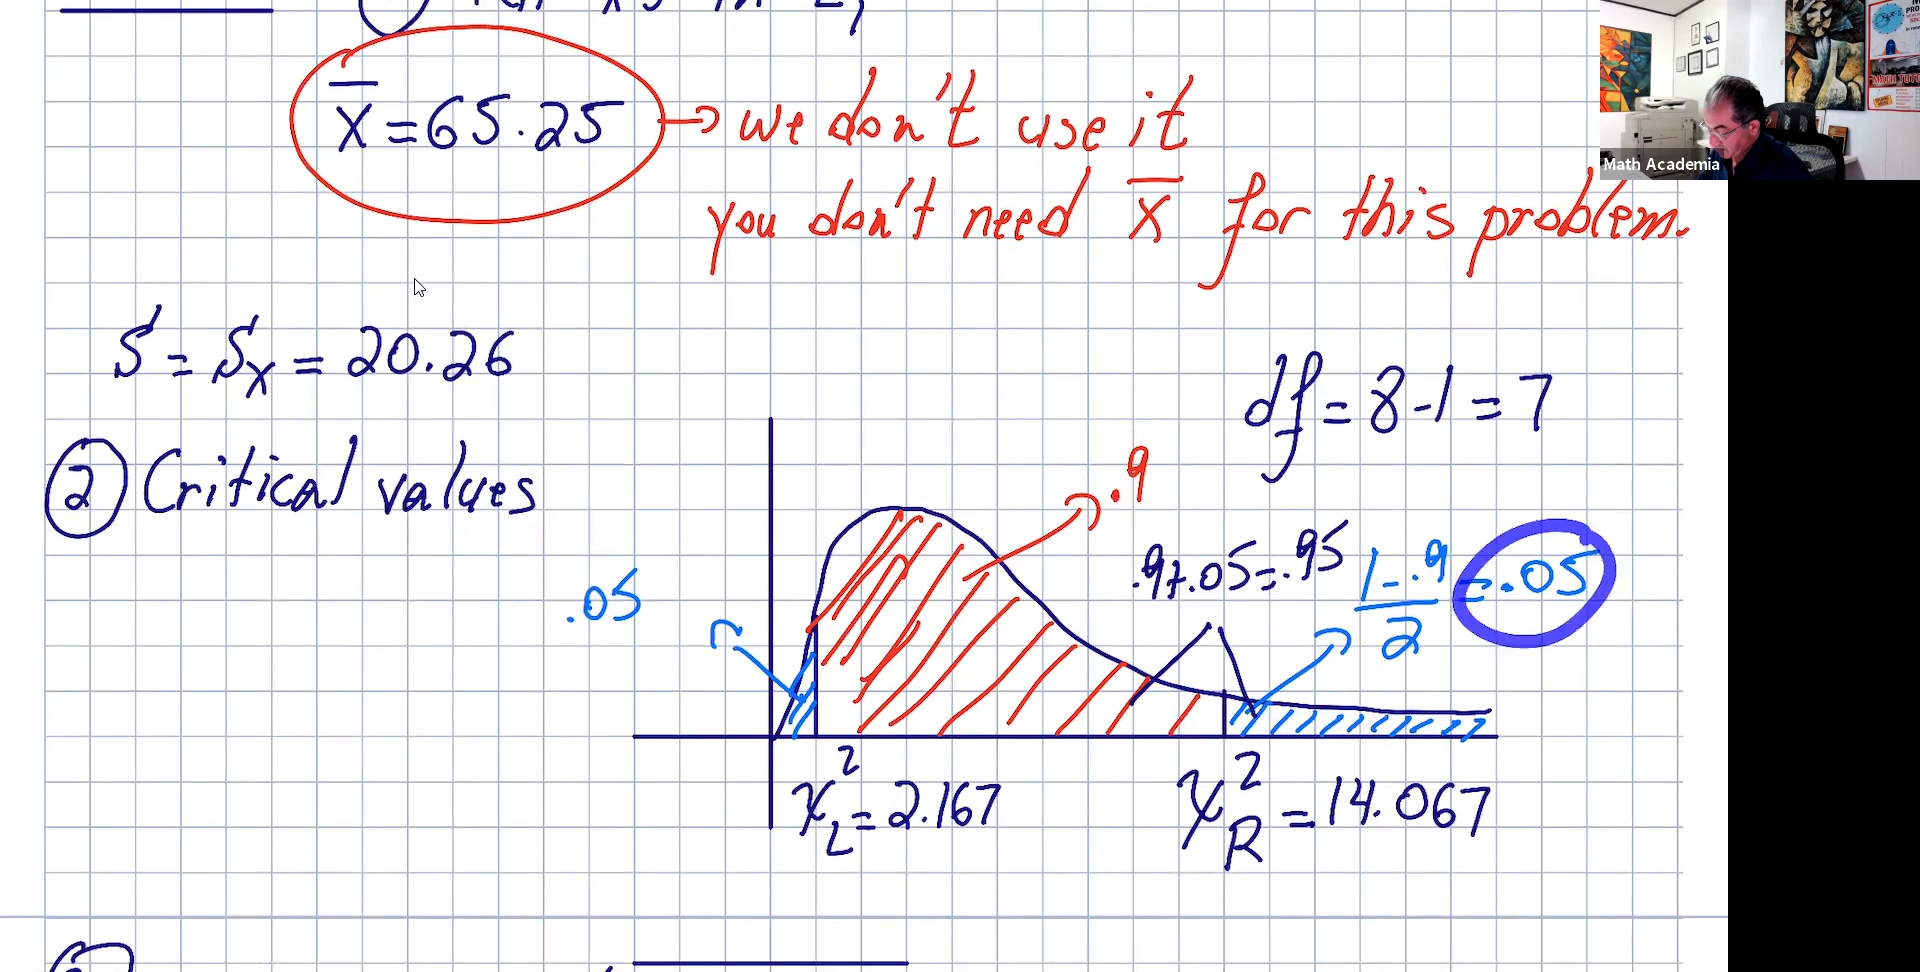 x̄ = 65.25 → we don't use it
you don't need x̄ for this problem.
S = Sx = 20.26
df = 8-1 = 7
② Critical values
.9
.9+.05=.95
1-.9/2 = .05
.05
χ²L = 2.167
χ²R = 14.067
Math Academia